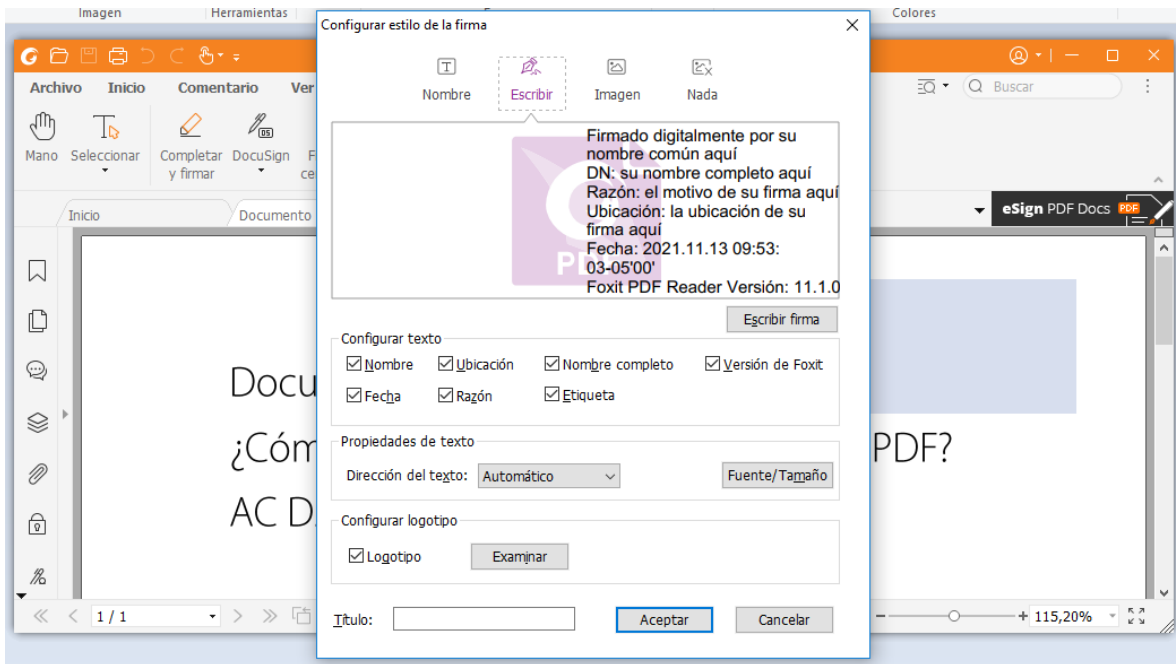 Imagen Herramientas Colores
Configurar estilo de la firma
Archivo Inicio Comentario Ver
Buscar
Nombre Escribir Imagen Nada
Mano Seleccionar Completar y firmar DocuSign
DS
Inicio Documento
eSign PDF Docs PDF
Firmado digitalmente por su
nombre común aquí
DN: su nombre completo aquí
Razón: el motivo de su firma aquí
Ubicación: la ubicación de su
firma aquí
Fecha: 2021.11.13 09:53:
03-05'00'
Foxit PDF Reader Versión: 11.1.0
PDF
Escribir firma
Configurar texto
Nombre Ubicación Nombre completo Versión de Foxit
Fecha Razón Etiqueta
Propiedades de texto
Dirección del texto: Automático Fuente/Tamaño
Configurar logotipo
Logotipo Examinar
Título: Aceptar Cancelar
Docu
¿Cóm PDF?
AC D
1 / 1 115,20%